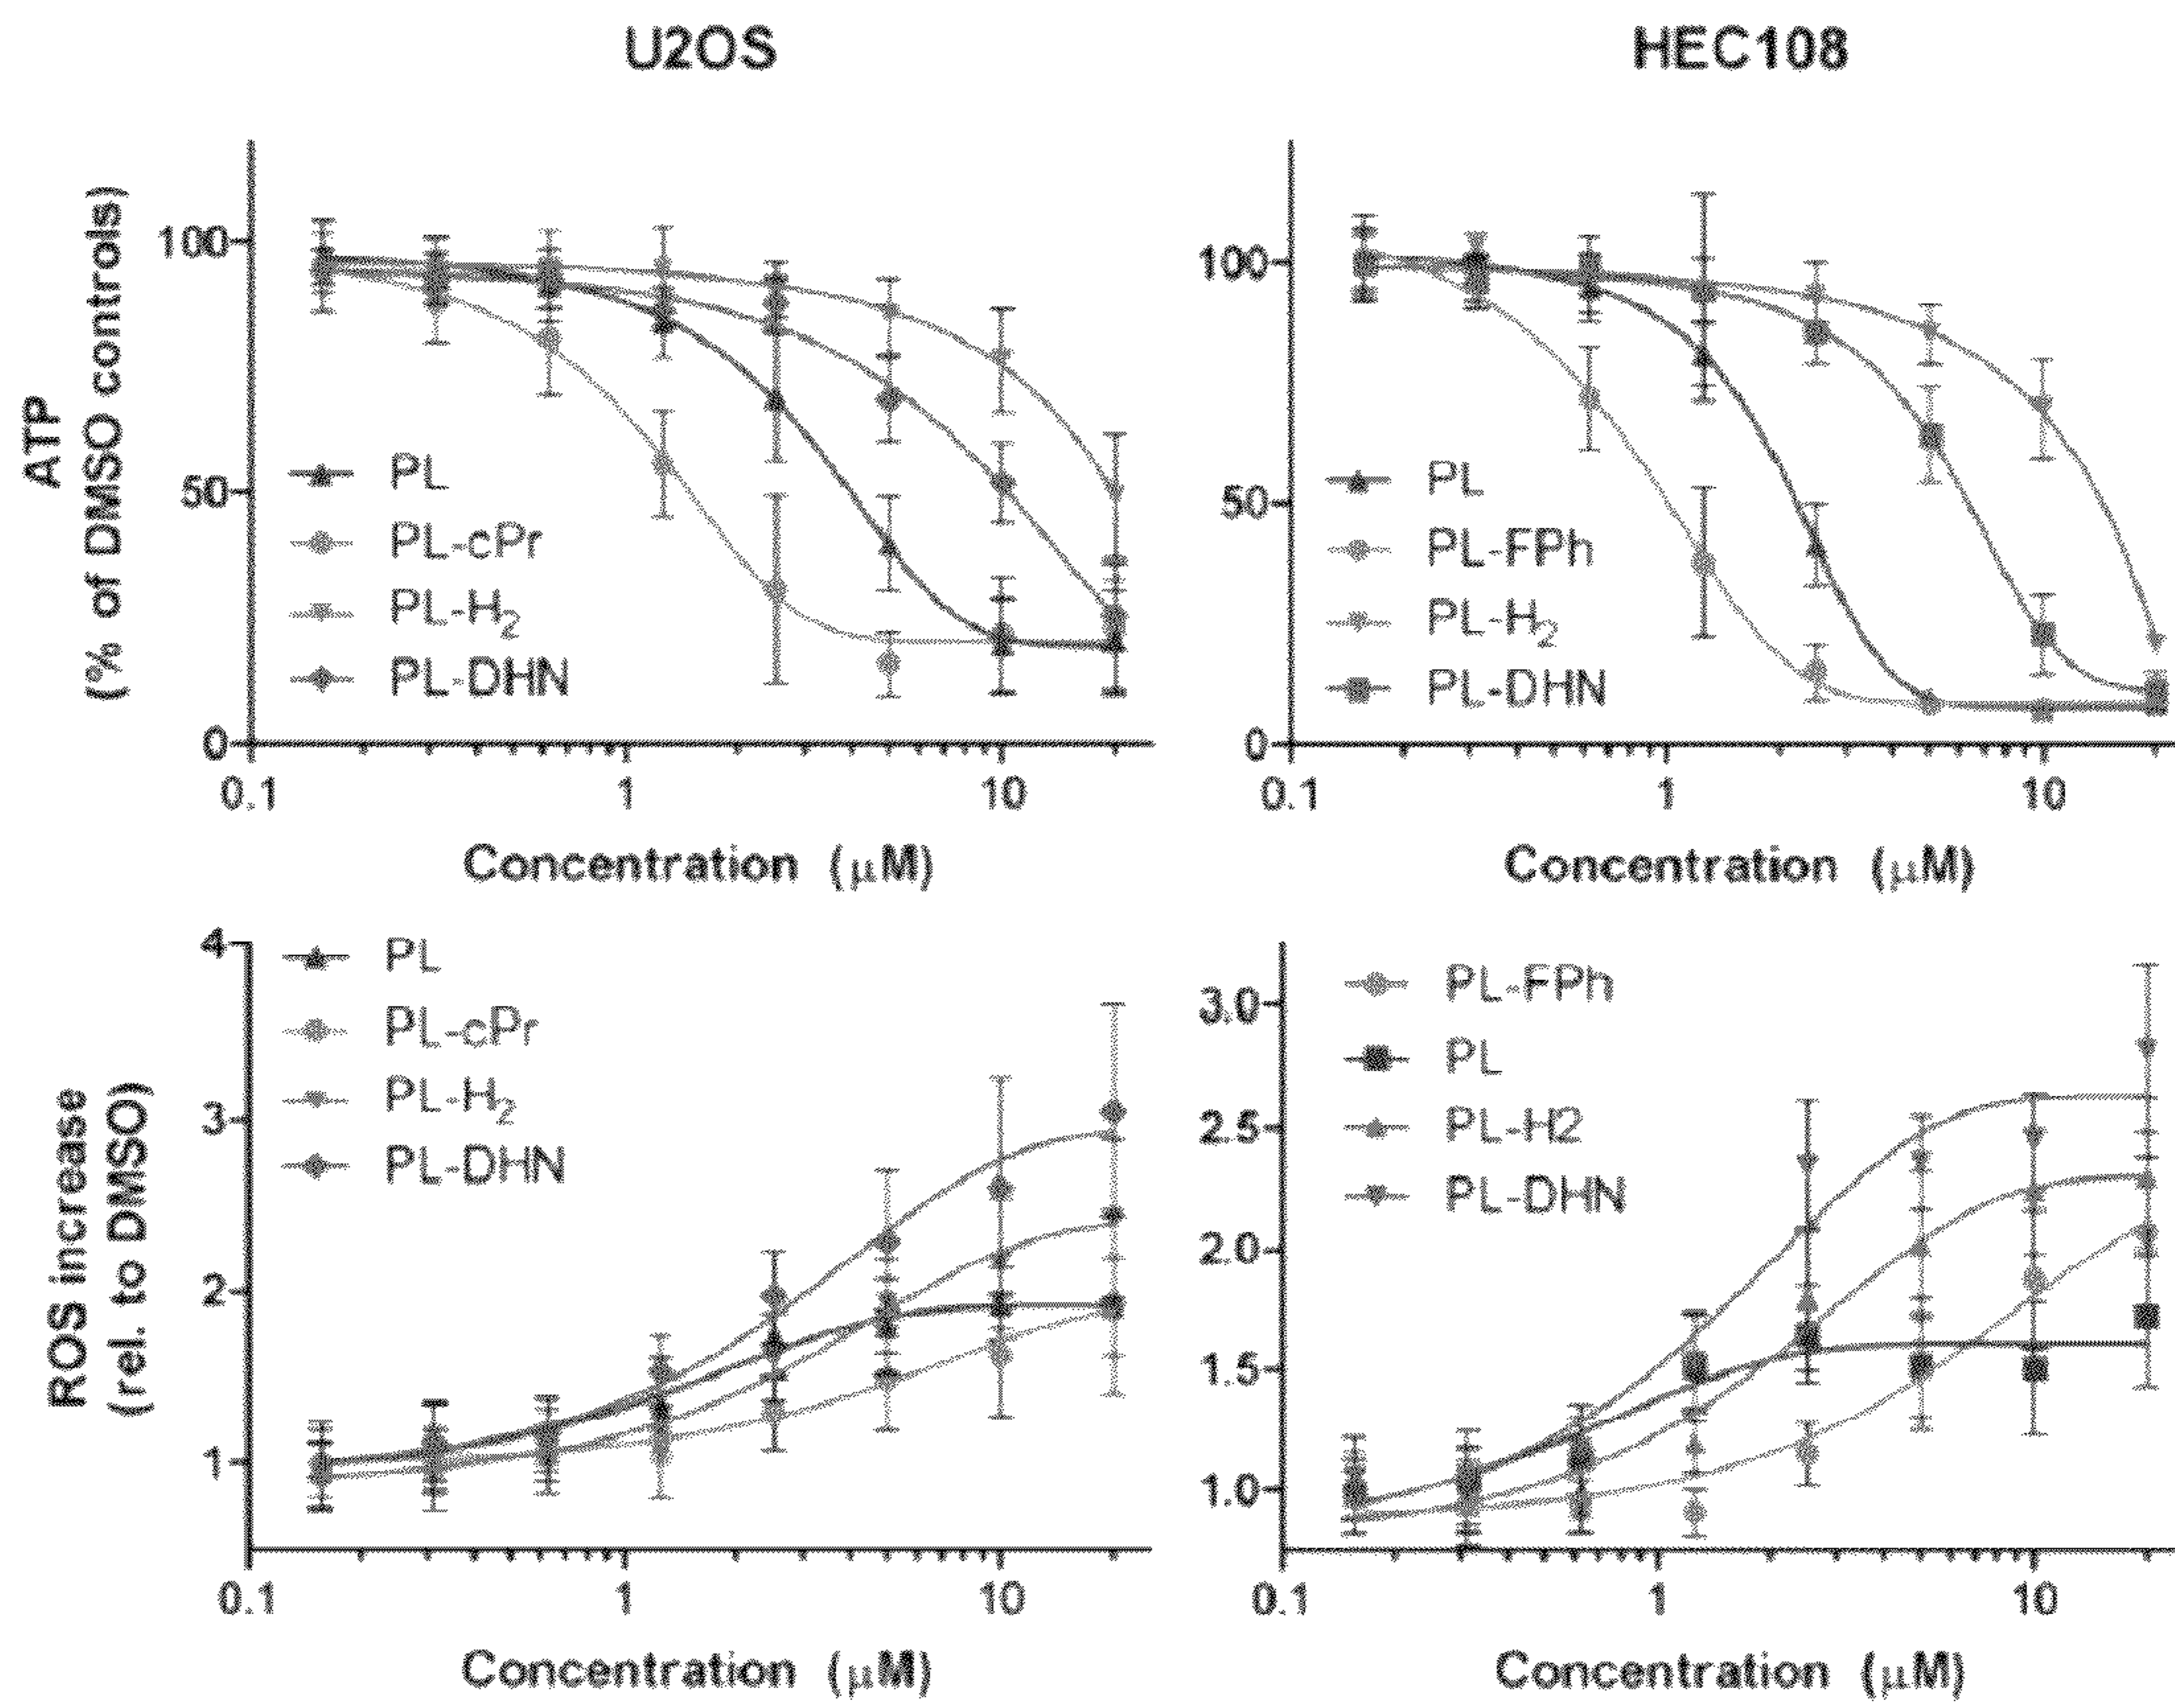 U2OS
HEC108
ATP
(% of DMSO controls)
100
50
0
PL
PL-cPr
PL-H2
PL-DHN
0.1
1
10
Concentration (µM)
100
50
0
PL
PL-FPh
PL-H2
PL-DHN
0.1
1
10
Concentration (µM)
ROS increase
(rel. to DMSO)
4
3
2
1
PL
PL-cPr
PL-H2
PL-DHN
0.1
1
10
Concentration (µM)
3.0
2.5
2.0
1.5
1.0
PL-FPh
PL
PL-H2
PL-DHN
0.1
1
10
Concentration (µM)